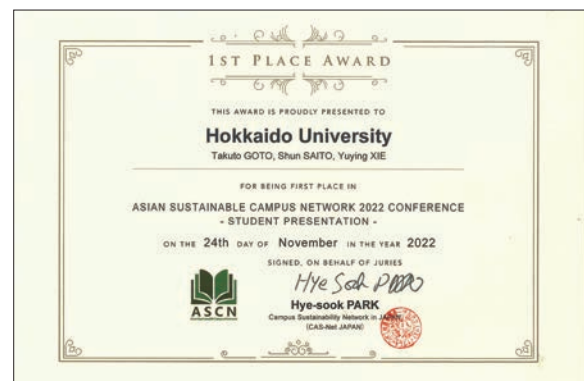 1ST PLACE AWARD
THIS AWARD IS PROUDLY PRESENTED TO
Hokkaido University
Takuto GOTO, Shun SAITO, Yuying XIE
FOR BEING FIRST PLACE IN
ASIAN SUSTAINABLE CAMPUS NETWORK 2022 CONFERENCE
- STUDENT PRESENTATION -
ON THE 24th DAY OF November IN THE YEAR 2022
SIGNED, ON BEHALF OF JURIES
Hye-sook PARK
Campus Sustainability Network in JAPAN
(CAS-Net JAPAN)
ASCN